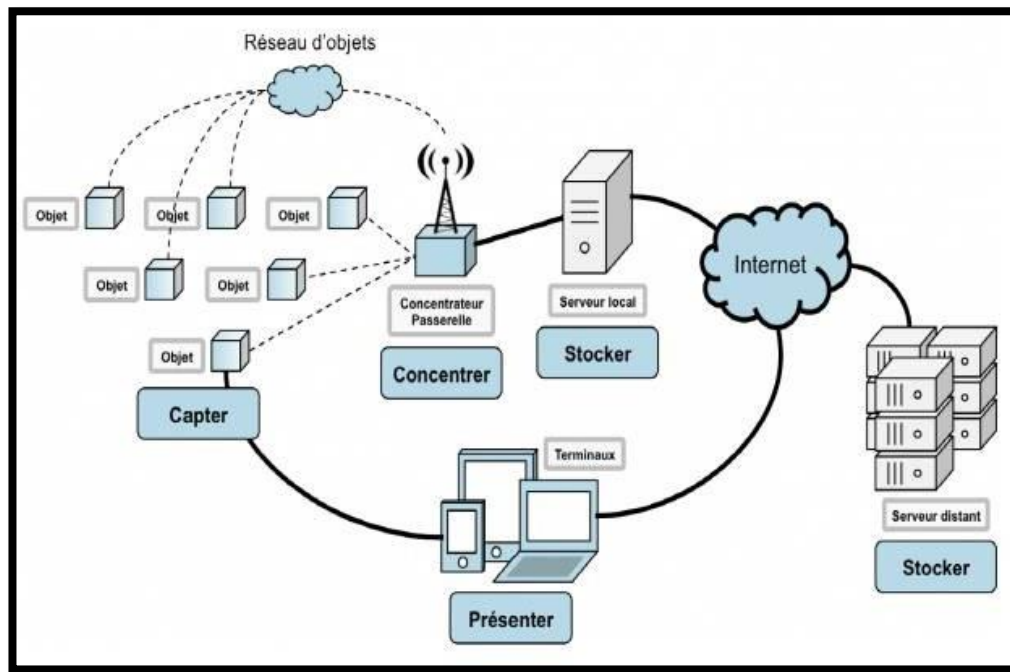 Réseau d'objets
Objet
Objet
Objet
Objet
Objet
Objet
Capter
Concentrateur
Passerelle
Concentrer
Serveur local
Stocker
Internet
Terminaux
Présenter
Serveur distant
Stocker